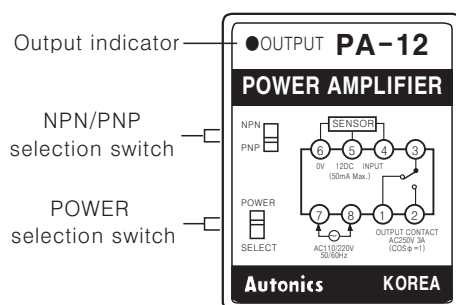 Output indicator
●OUTPUT PA-12
POWER AMPLIFIER
NPN/PNP
selection switch
NPN
PNP
SENSOR
6 5 4 3
0V 12DC INPUT
(50mA Max.)
POWER
selection switch
POWER
SELECT
7 8 1 2
AC110/220V
50/60Hz
OUTPUT CONTACT
AC250V 3A
(COSϕ=1)
Autonics KOREA